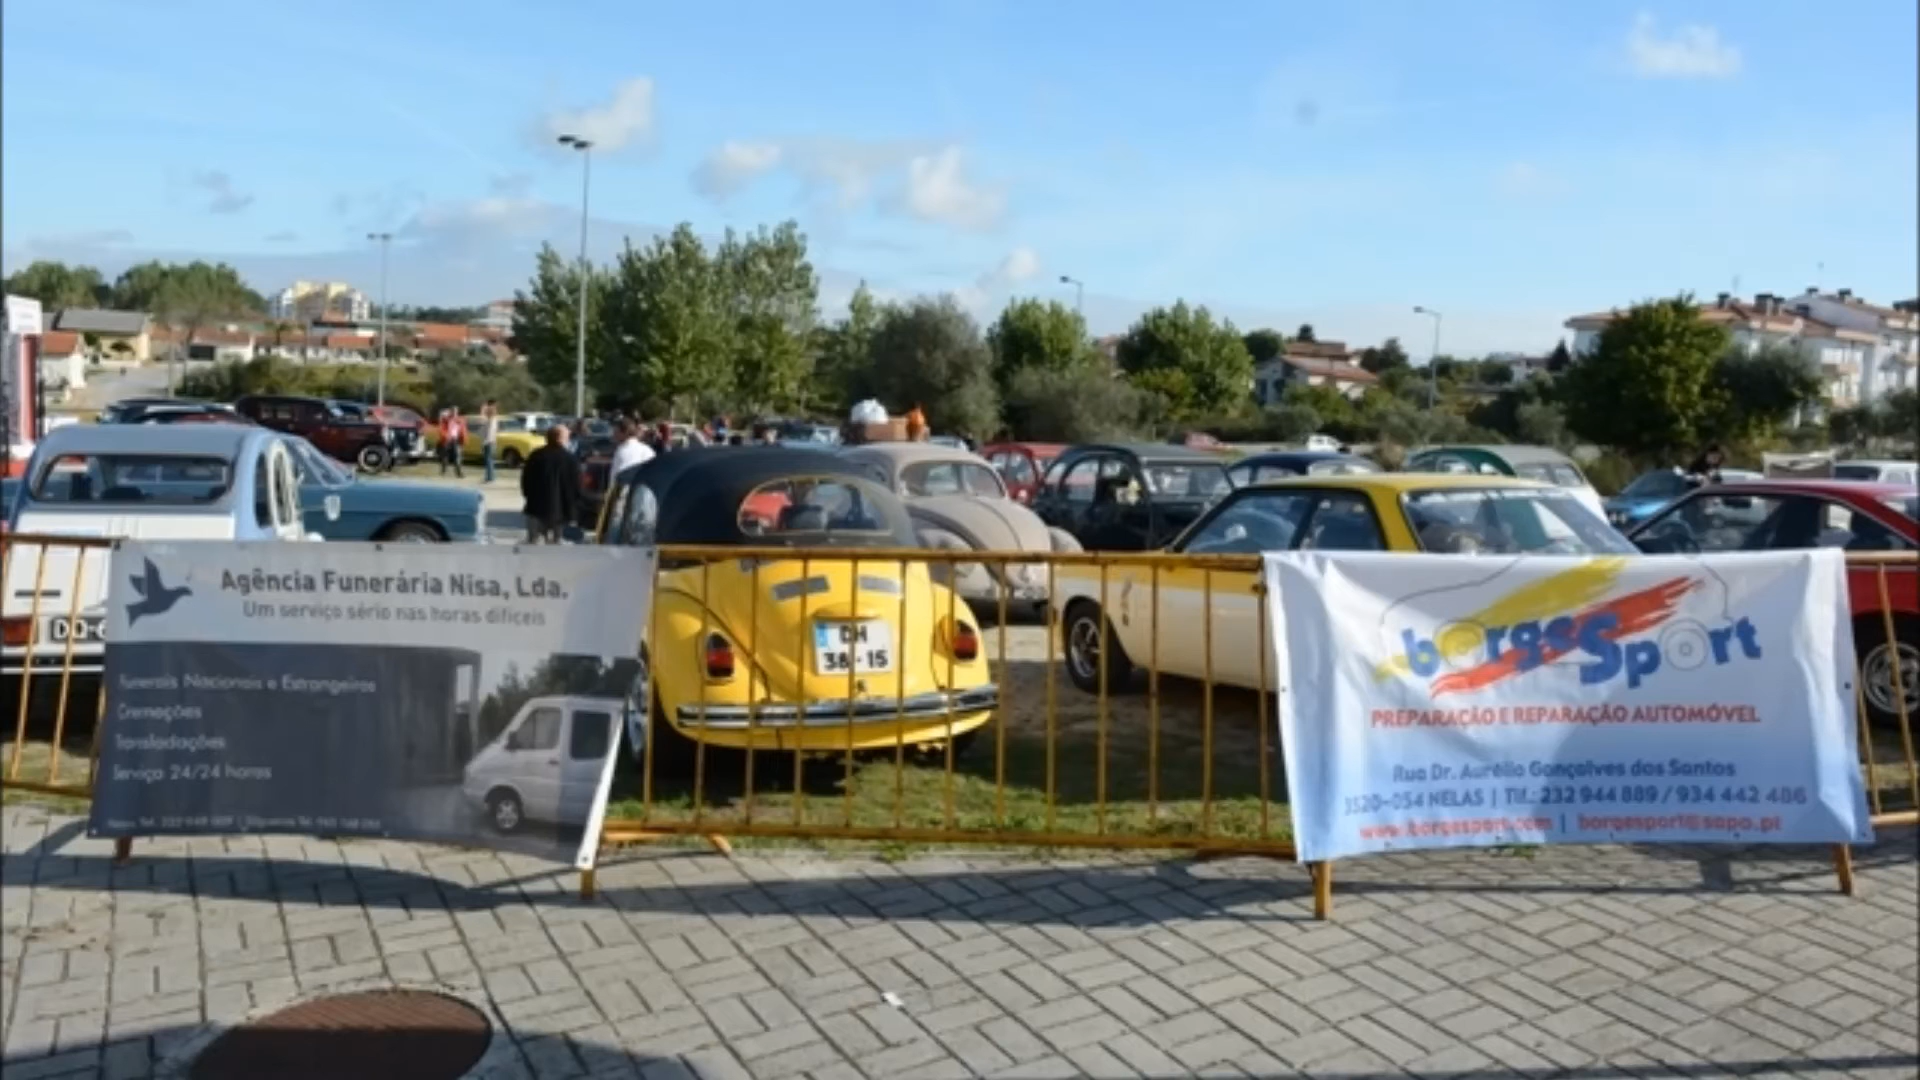 Agência Funerária Nisa, Lda.
Um serviço sério nas horas difíceis
Funerais Nacionais e Estrangeiros
Cremações
Transladações
Serviço 24/24 horas
DH
38-15
borgesSport
PREPARAÇÃO E REPARAÇÃO AUTOMÓVEL
Rua Dr. Aurélio Gonçalves dos Santos
3520-054 NELAS | Tlf.: 232 944 889 / 934 442 486
www.borgesport.com | borgesport@sapo.pt